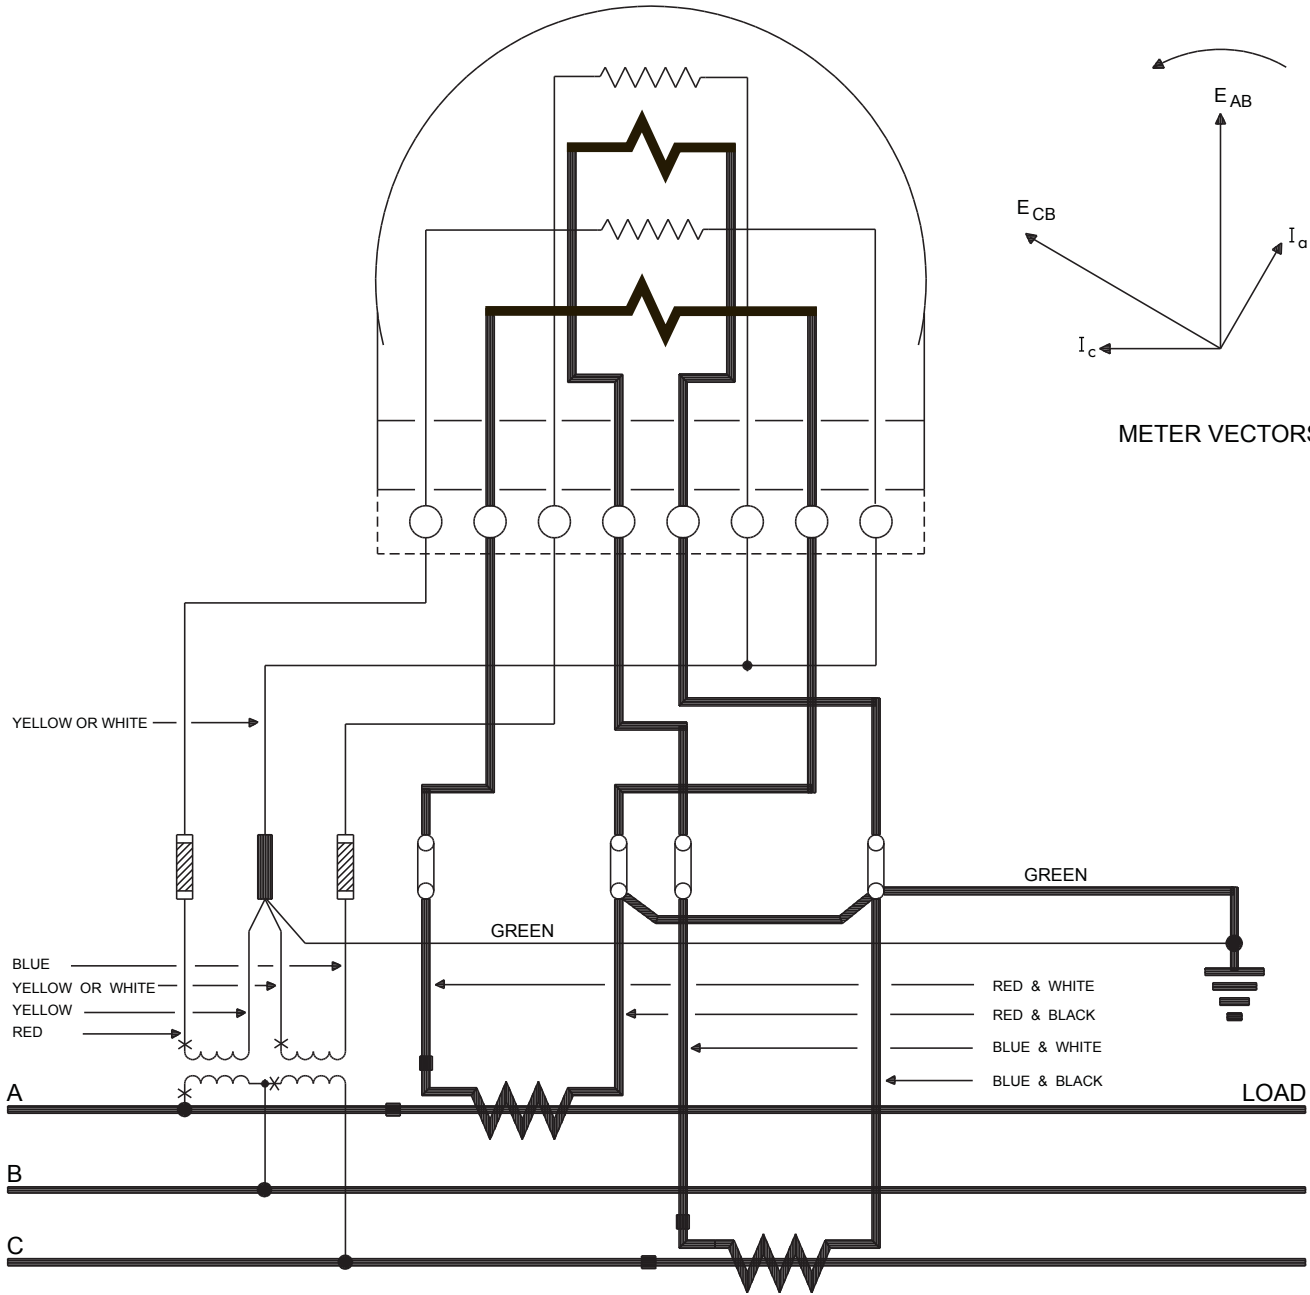 E AB
E CB
I a
I c
METER VECTORS
YELLOW OR WHITE
GREEN
GREEN
BLUE
YELLOW OR WHITE
YELLOW
RED
RED & WHITE
RED & BLACK
BLUE & WHITE
BLUE & BLACK
A
LOAD
B
C